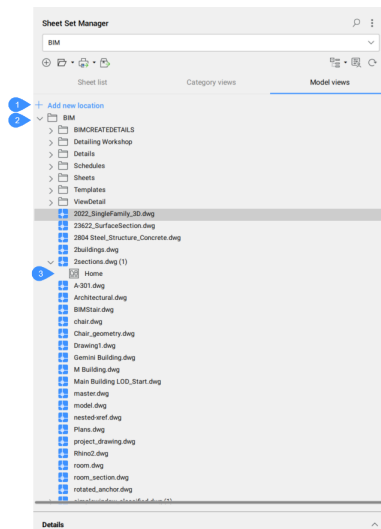 Sheet Set Manager
BIM
Sheet list
Category views
Model views
1
Add new location
2
BIM
BIMCREATEDETAILS
Detailing Workshop
Details
Schedules
Sheets
Templates
ViewDetail
2022_SingleFamily_3D.dwg
23622_SurfaceSection.dwg
2804 Steel_Structure_Concrete.dwg
2buildings.dwg
2sections.dwg (1)
3
Home
A-301.dwg
Architectural.dwg
BIMStair.dwg
chair.dwg
Chair_geometry.dwg
Drawing1.dwg
Gemini Building.dwg
M Building.dwg
Main Building LOD_Start.dwg
master.dwg
model.dwg
nested-xref.dwg
Plans.dwg
project_drawing.dwg
Rhino2.dwg
room.dwg
room_section.dwg
rotated_anchor.dwg
Details